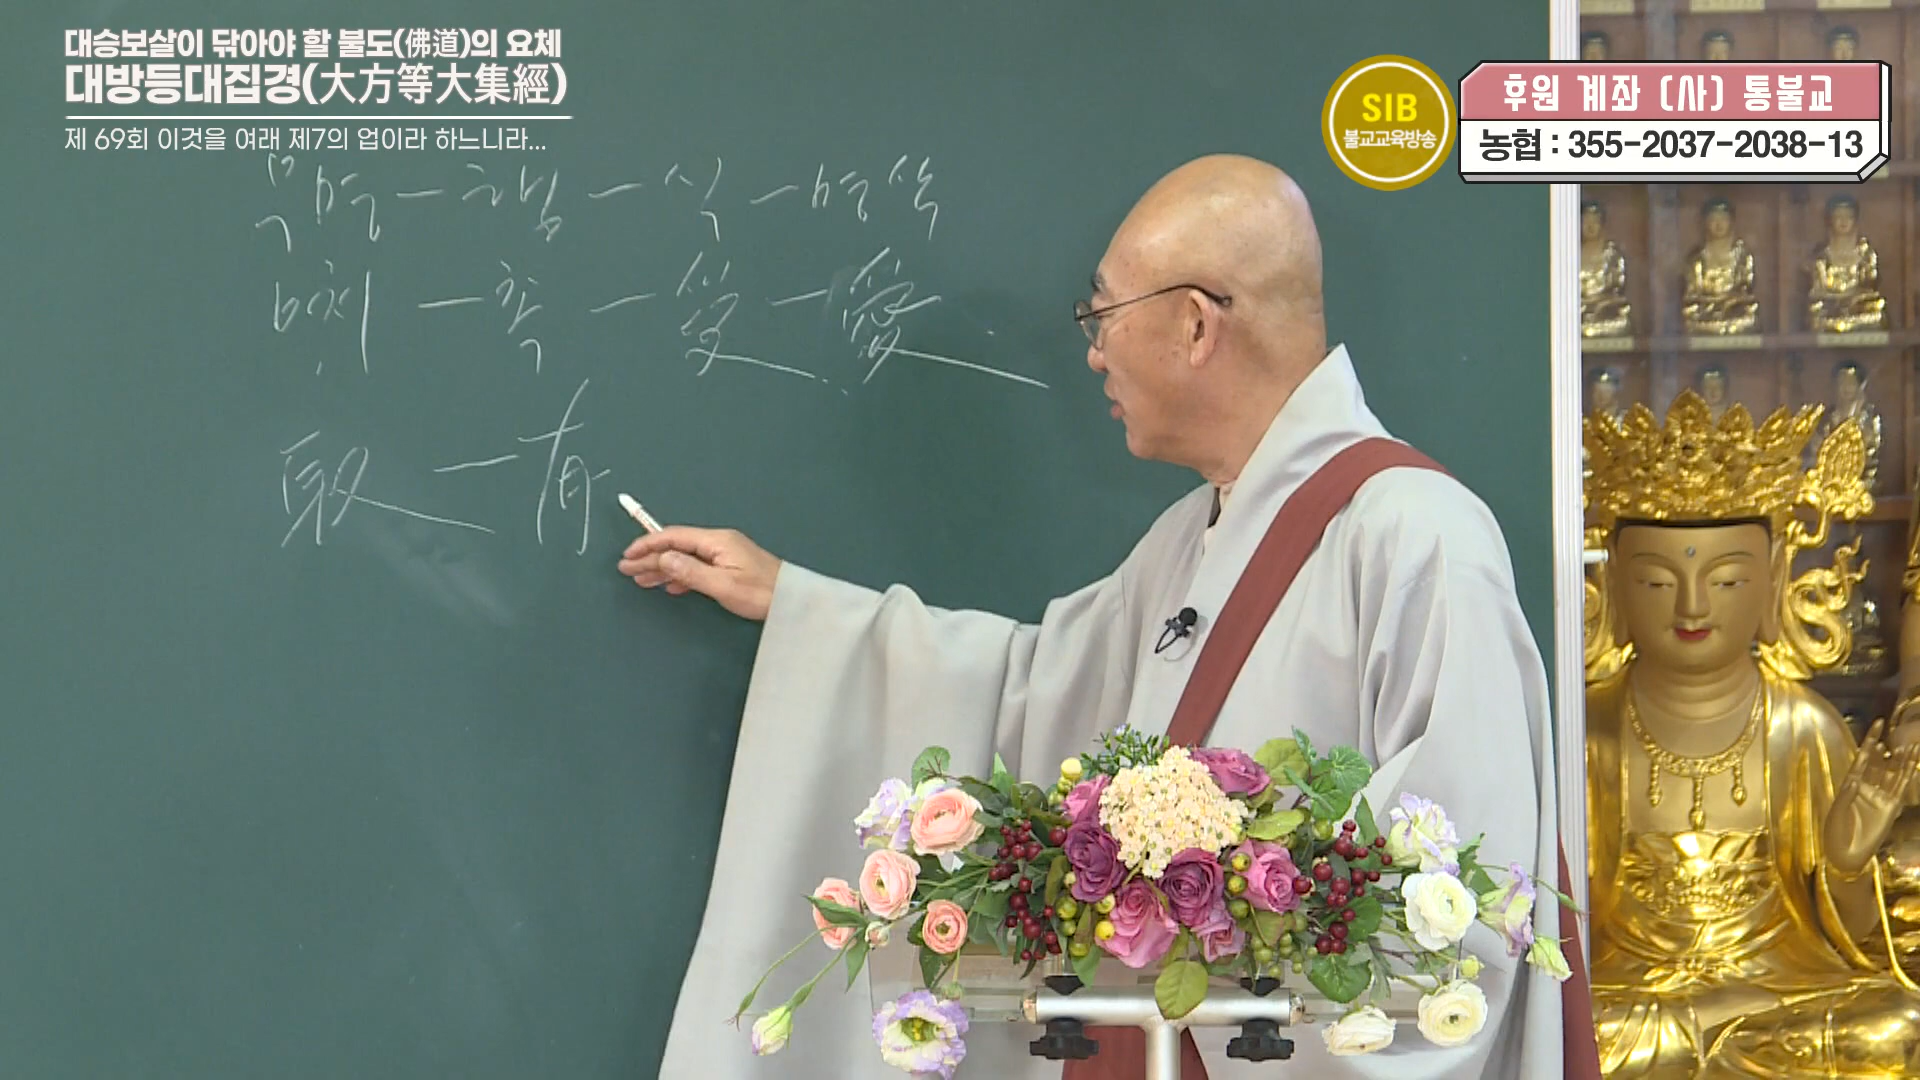 대승보살이 닦아야 할 불도(佛道)의 요체
대방등대집경(大方等大集經)
제 69회 이것을 여래 제7의 업이라 하느니라...
SIB
불교교육방송
후원 계좌 (사) 통불교
농협 : 355-2037-2038-13
무명 — 행 — 식 — 명색
촉 — 受 — 愛
取 — 有